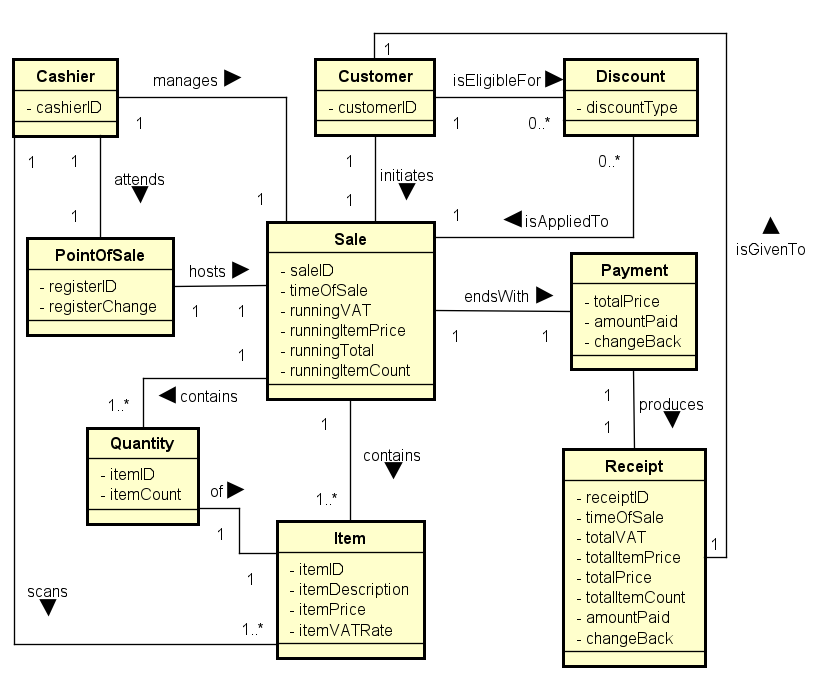 1
Cashier
- cashierID
manages
1
Customer
- customerID
isEligibleFor
1
0..*
Discount
- discountType
1
1
attends
1
1
initiates
1
0..*
1
isAppliedTo
isGivenTo
1
PointOfSale
- registerID
- registerChange
hosts
1
1
Sale
- saleID
- timeOfSale
- runningVAT
- runningItemPrice
- runningTotal
- runningItemCount
endsWith
1
1
Payment
- totalPrice
- amountPaid
- changeBack
1
contains
1..*
1
contains
1..*
1
produces
1
Quantity
- itemID
- itemCount
of
1
1
Item
- itemID
- itemDescription
- itemPrice
- itemVATRate
scans
1..*
Receipt
- receiptID
- timeOfSale
- totalVAT
- totalItemPrice
- totalPrice
- totalItemCount
- amountPaid
- changeBack
1